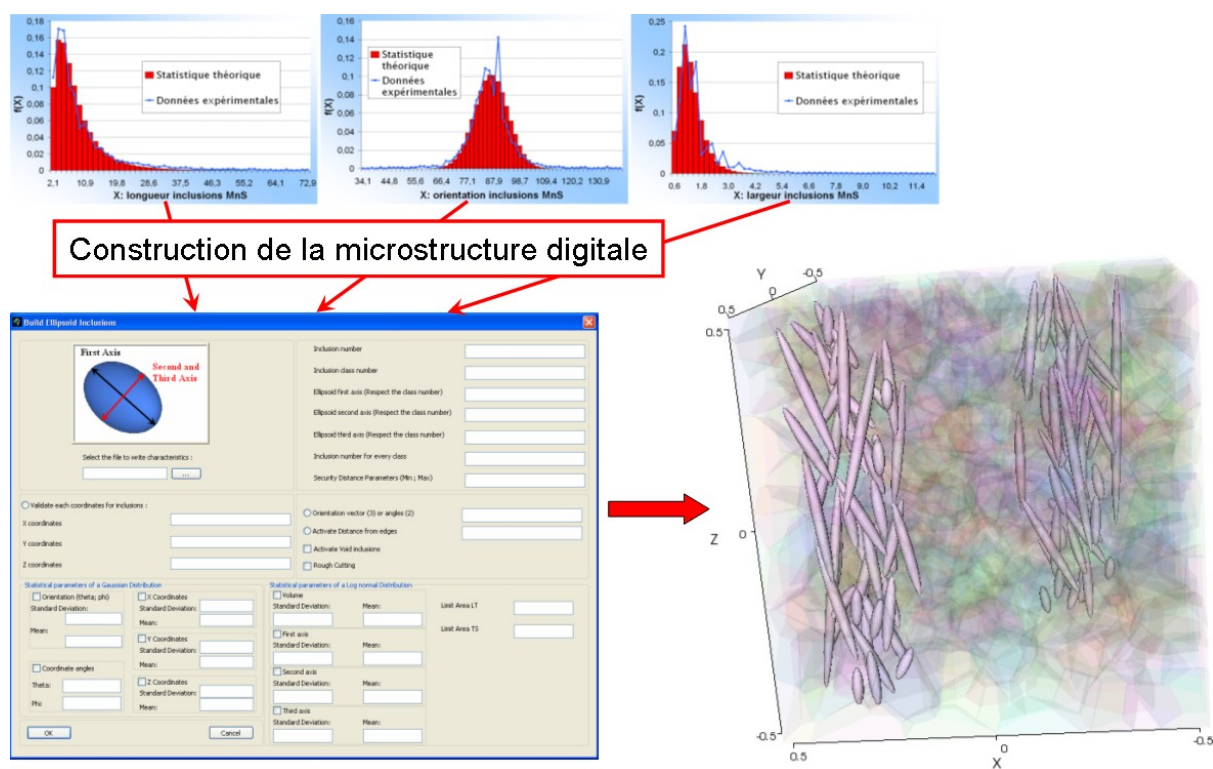 0,18
0,16
0,14
0,12
0,1
0,08
0,06
0,04
0,02
0
f(X)
Statistique théorique
Données expérimentales
2,1 10,9 19,8 28,6 37,5 46,3 55,2 64,1 72,9
X: longueur inclusions MnS
0,16
0,14
0,12
0,1
0,08
0,06
0,04
0,02
0
f(X)
Statistique
théorique
Données
expérimentales
34,1 44,8 55,6 66,4 77,1 87,9 98,7 109,4 120,2 130,9
X: orientation inclusions MnS
0,25
0,2
0,15
0,1
0,05
0
f(X)
Statistique théorique
Données expérimentales
0,6 1,8 3,0 4,2 5,4 6,6 7,8 9,0 10,2 11,4
X: largeur inclusions MnS
Construction de la microstructure digitale
Build Ellipsoid Inclusions
First Axis
Second and
Third Axis
Select the file to write characteristics :
...
Inclusion number
Inclusion class number
Ellipsoid first axis (Respect the class number)
Ellipsoid second axis (Respect the class number)
Ellipsoid third axis (Respect the class number)
Inclusion number for every class
Security Distance Parameters (Min ; Max)
Validate each coordinates for inclusions :
X coordinates
Y coordinates
Z coordinates
Orientation vector (3) or angles (2)
Activate Distance from edges
Activate Void inclusions
Rough Cutting
Statistical parameters of a Gaussian Distribution
Orientation (theta; phi)
Standard Deviation:
Mean:
Coordinate angles
Theta:
Phi:
X Coordinates
Standard Deviation:
Mean:
Y Coordinates
Standard Deviation:
Mean:
Z Coordinates
Standard Deviation:
Mean:
Statistical parameters of a Log normal Distribution
Volume
Standard Deviation: Mean:
First axis
Standard Deviation: Mean:
Second axis
Standard Deviation: Mean:
Third axis
Standard Deviation: Mean:
Limit Area LT
Limit Area TS
OK
Cancel
Y
-0.5
0
0.5
0.5
Z
0
-0.5
0.5
0
-0.5
X